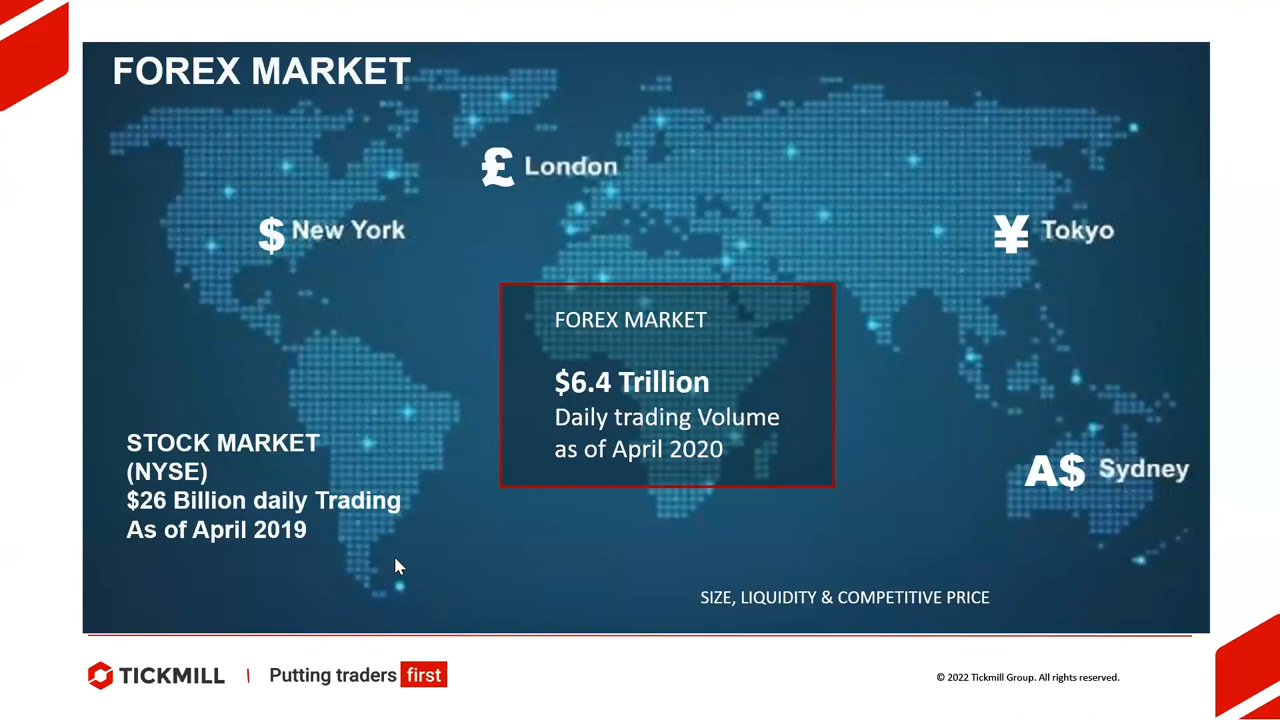 FOREX MARKET
£ London
$ New York
¥ Tokyo
FOREX MARKET
$6.4 Trillion
Daily trading Volume
as of April 2020
STOCK MARKET
(NYSE)
$26 Billion daily Trading
As of April 2019
A$ Sydney
SIZE, LIQUIDITY & COMPETITIVE PRICE
TICKMILL | Putting traders first
© 2022 Tickmill Group. All rights reserved.